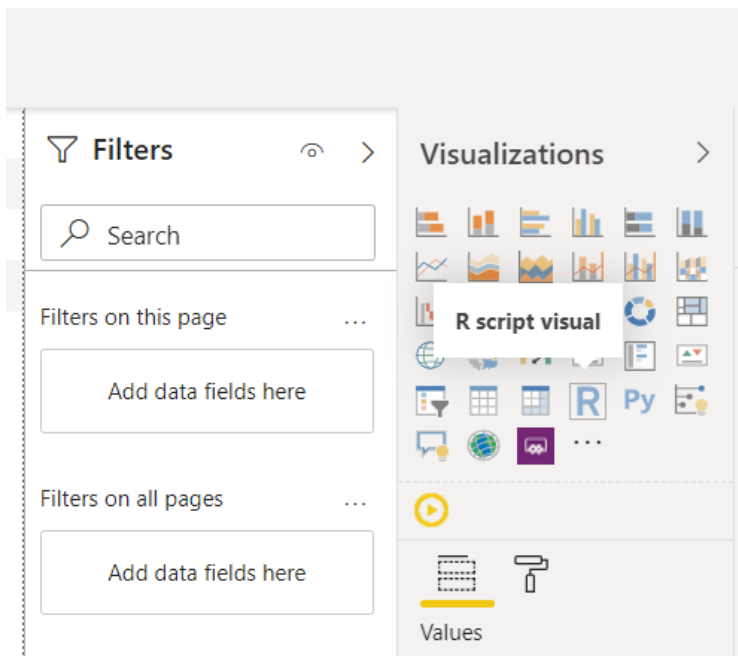 Filters
Search
Filters on this page
...
Add data fields here
Filters on all pages
...
Add data fields here
Visualizations
R script visual
R
Py
...
Values